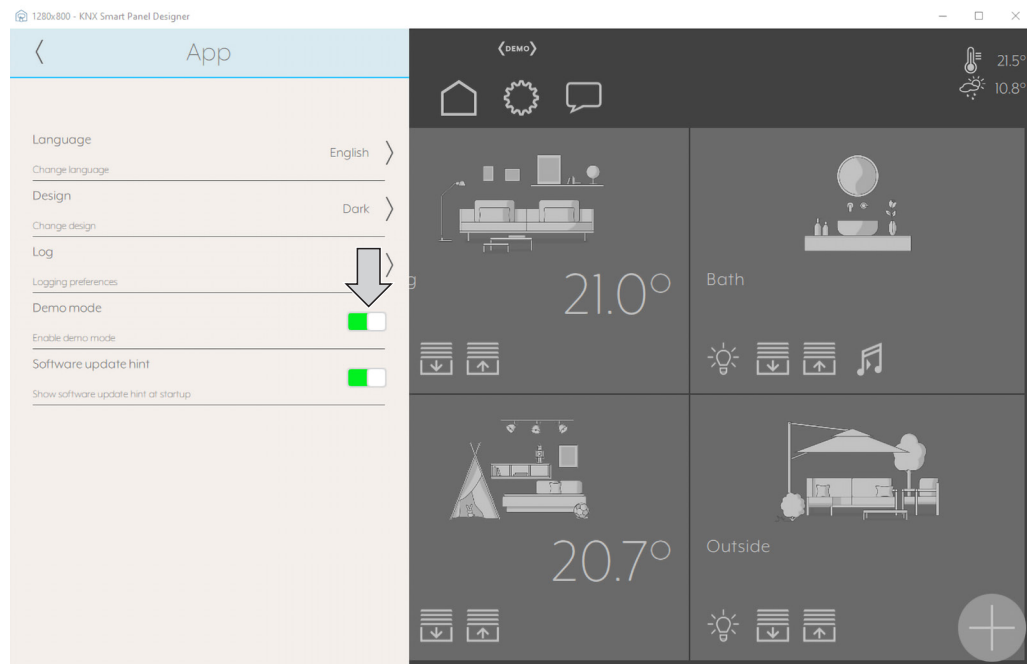 1280x800 - KNX Smart Panel Designer
App
Language
English
Change language
Design
Dark
Change design
Log
Logging preferences
Demo mode
Enable demo mode
Software update hint
Show software update hint at startup
DEMO
21.5°
10.8°
g
21.0°
Bath
20.7°
Outside